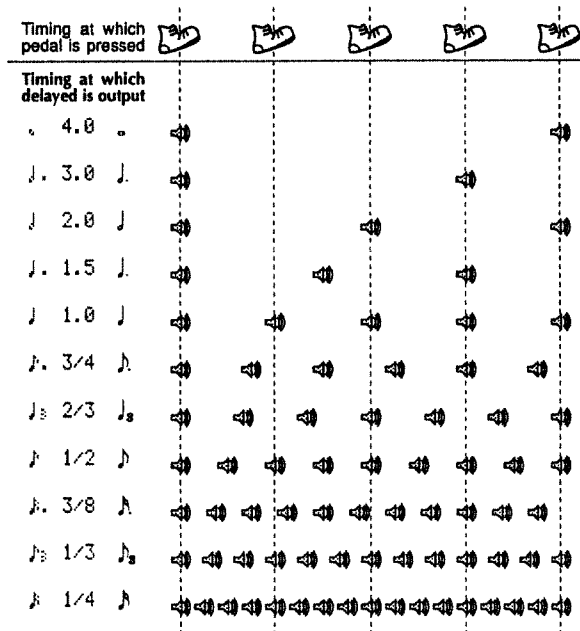 Timing at which
pedal is pressed
Timing at which
delayed is output
4.0
3.0
2.0
1.5
1.0
3/4
2/3
1/2
3/8
1/3
1/4